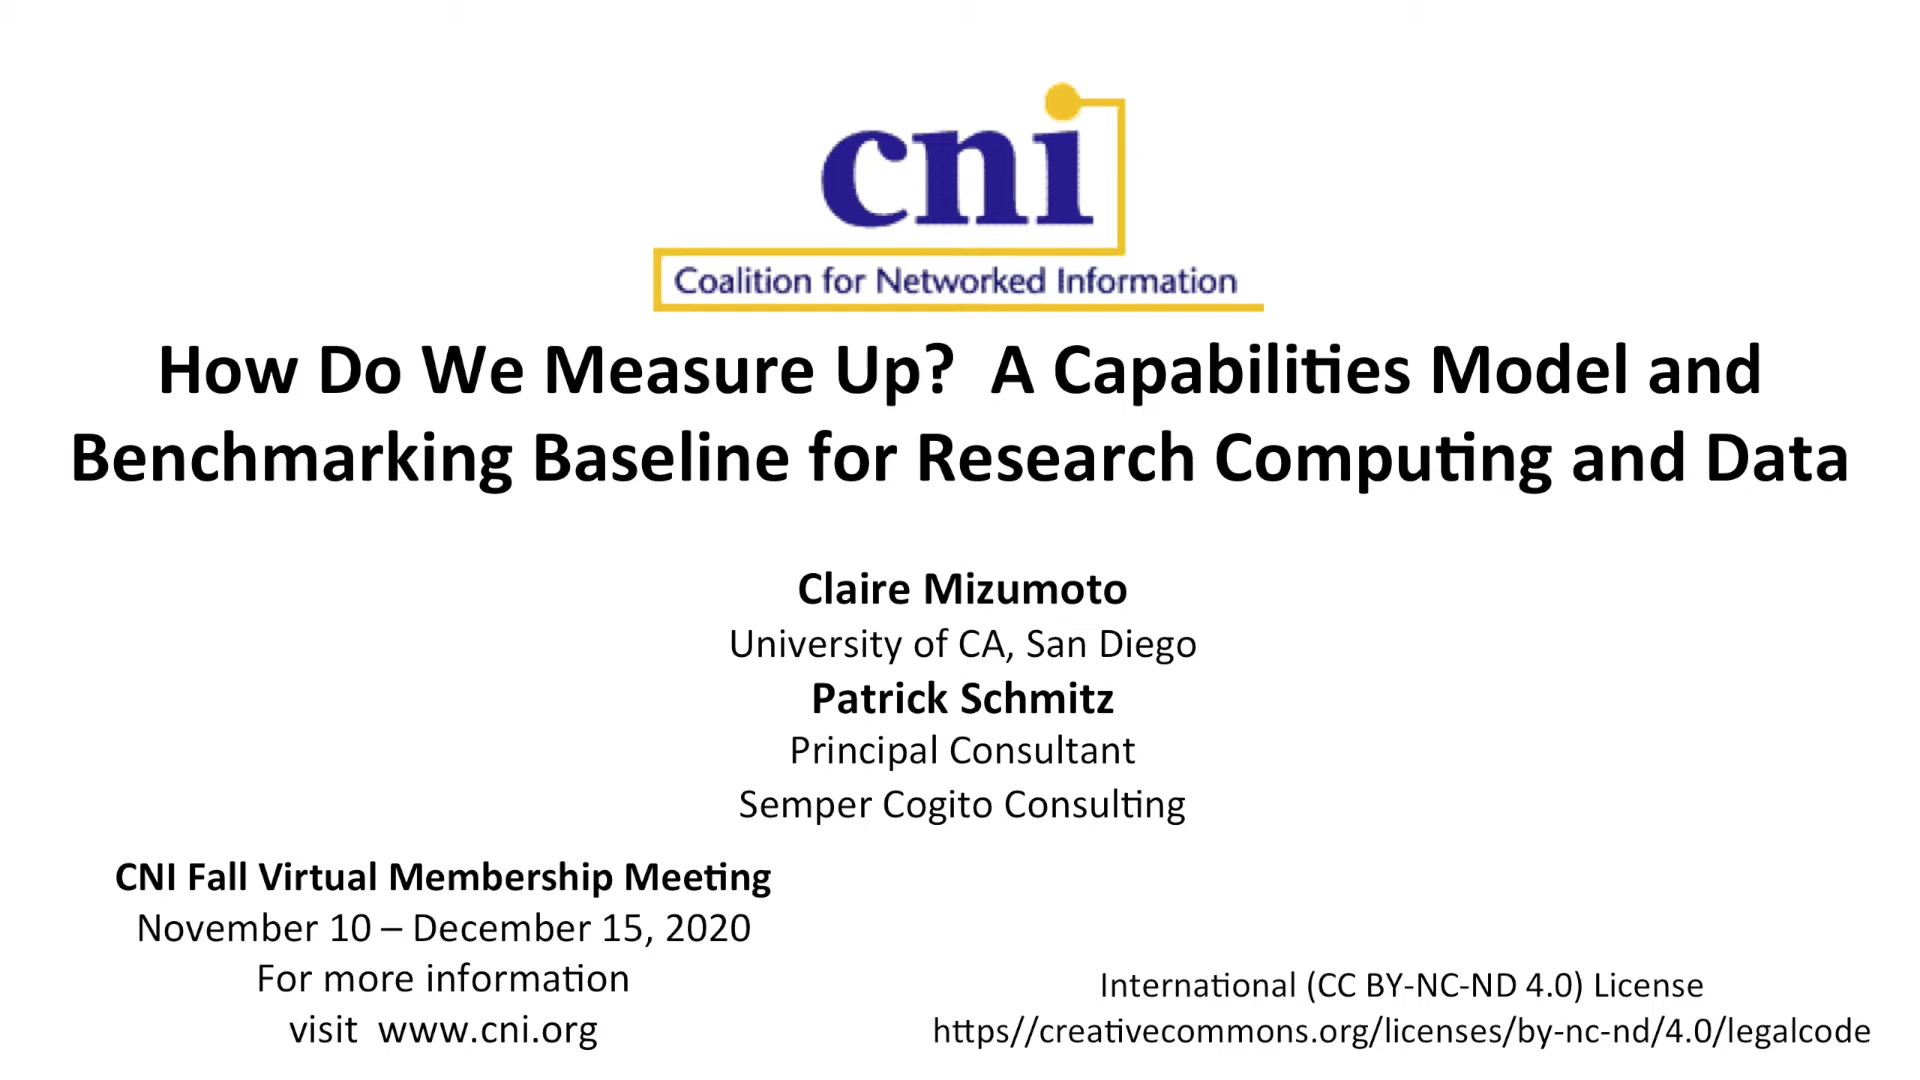 cni
Coalition for Networked Information
How Do We Measure Up? A Capabilities Model and
Benchmarking Baseline for Research Computing and Data
Claire Mizumoto
University of CA, San Diego
Patrick Schmitz
Principal Consultant
Semper Cogito Consulting
CNI Fall Virtual Membership Meeting
November 10 – December 15, 2020
For more information
visit www.cni.org
International (CC BY-NC-ND 4.0) License
https//creativecommons.org/licenses/by-nc-nd/4.0/legalcode